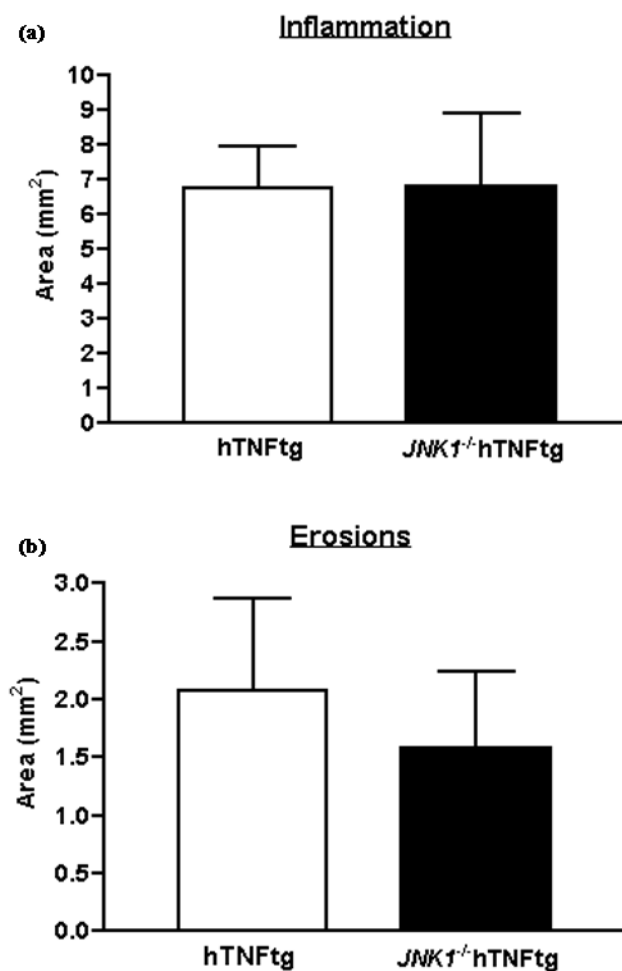 (a)
Inflammation
10
9
8
7
6
5
4
3
2
1
0
Area (mm²)
hTNFtg
JNK1⁻/⁻hTNFtg
(b)
Erosions
3.0
2.5
2.0
1.5
1.0
0.5
0.0
Area (mm²)
hTNFtg
JNK1⁻/⁻hTNFtg